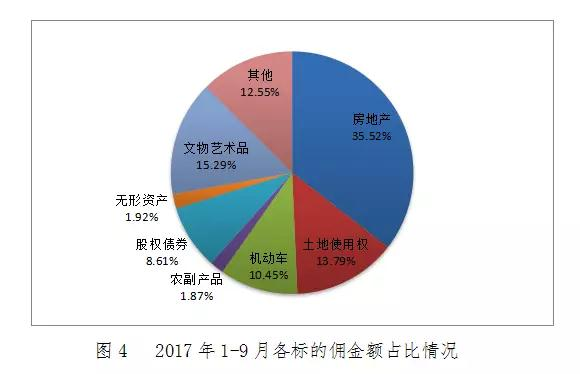 其他
12.55%
房地产
35.52%
文物艺术品
15.29%
无形资产
1.92%
股权债券
8.61%
土地使用权
13.79%
机动车
10.45%
农副产品
1.87%
图 4 2017 年 1-9 月各标的佣金额占比情况